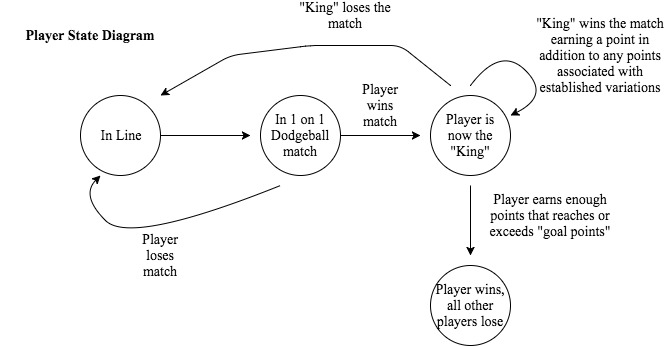 Player State Diagram
"King" loses the
match
"King" wins the match
earning a point in
addition to any points
associated with
established variations
In Line
In 1 on 1
Dodgeball
match
Player
wins
match
Player is
now the
"King"
Player
loses
match
Player earns enough
points that reaches or
exceeds "goal points"
Player wins,
all other
players lose